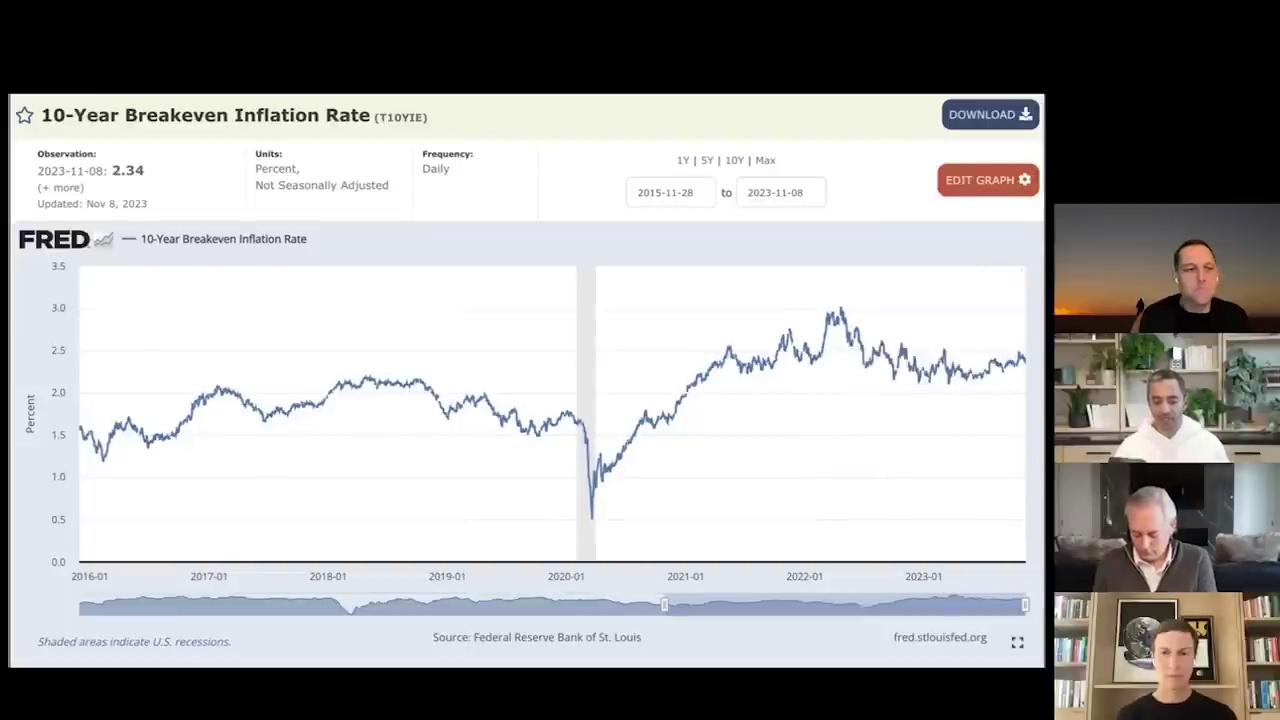 10-Year Breakeven Inflation Rate (T10YIE)
DOWNLOAD
Observation:
2023-11-08: 2.34
(+ more)
Updated: Nov 8, 2023
Units:
Percent,
Not Seasonally Adjusted
Frequency:
Daily
1Y | 5Y | 10Y | Max
2015-11-28 to 2023-11-08
EDIT GRAPH
FRED — 10-Year Breakeven Inflation Rate
3.5
3.0
2.5
2.0
1.5
1.0
0.5
0.0
Percent
2016-01 2017-01 2018-01 2019-01 2020-01 2021-01 2022-01 2023-01
Shaded areas indicate U.S. recessions.
Source: Federal Reserve Bank of St. Louis
fred.stlouisfed.org